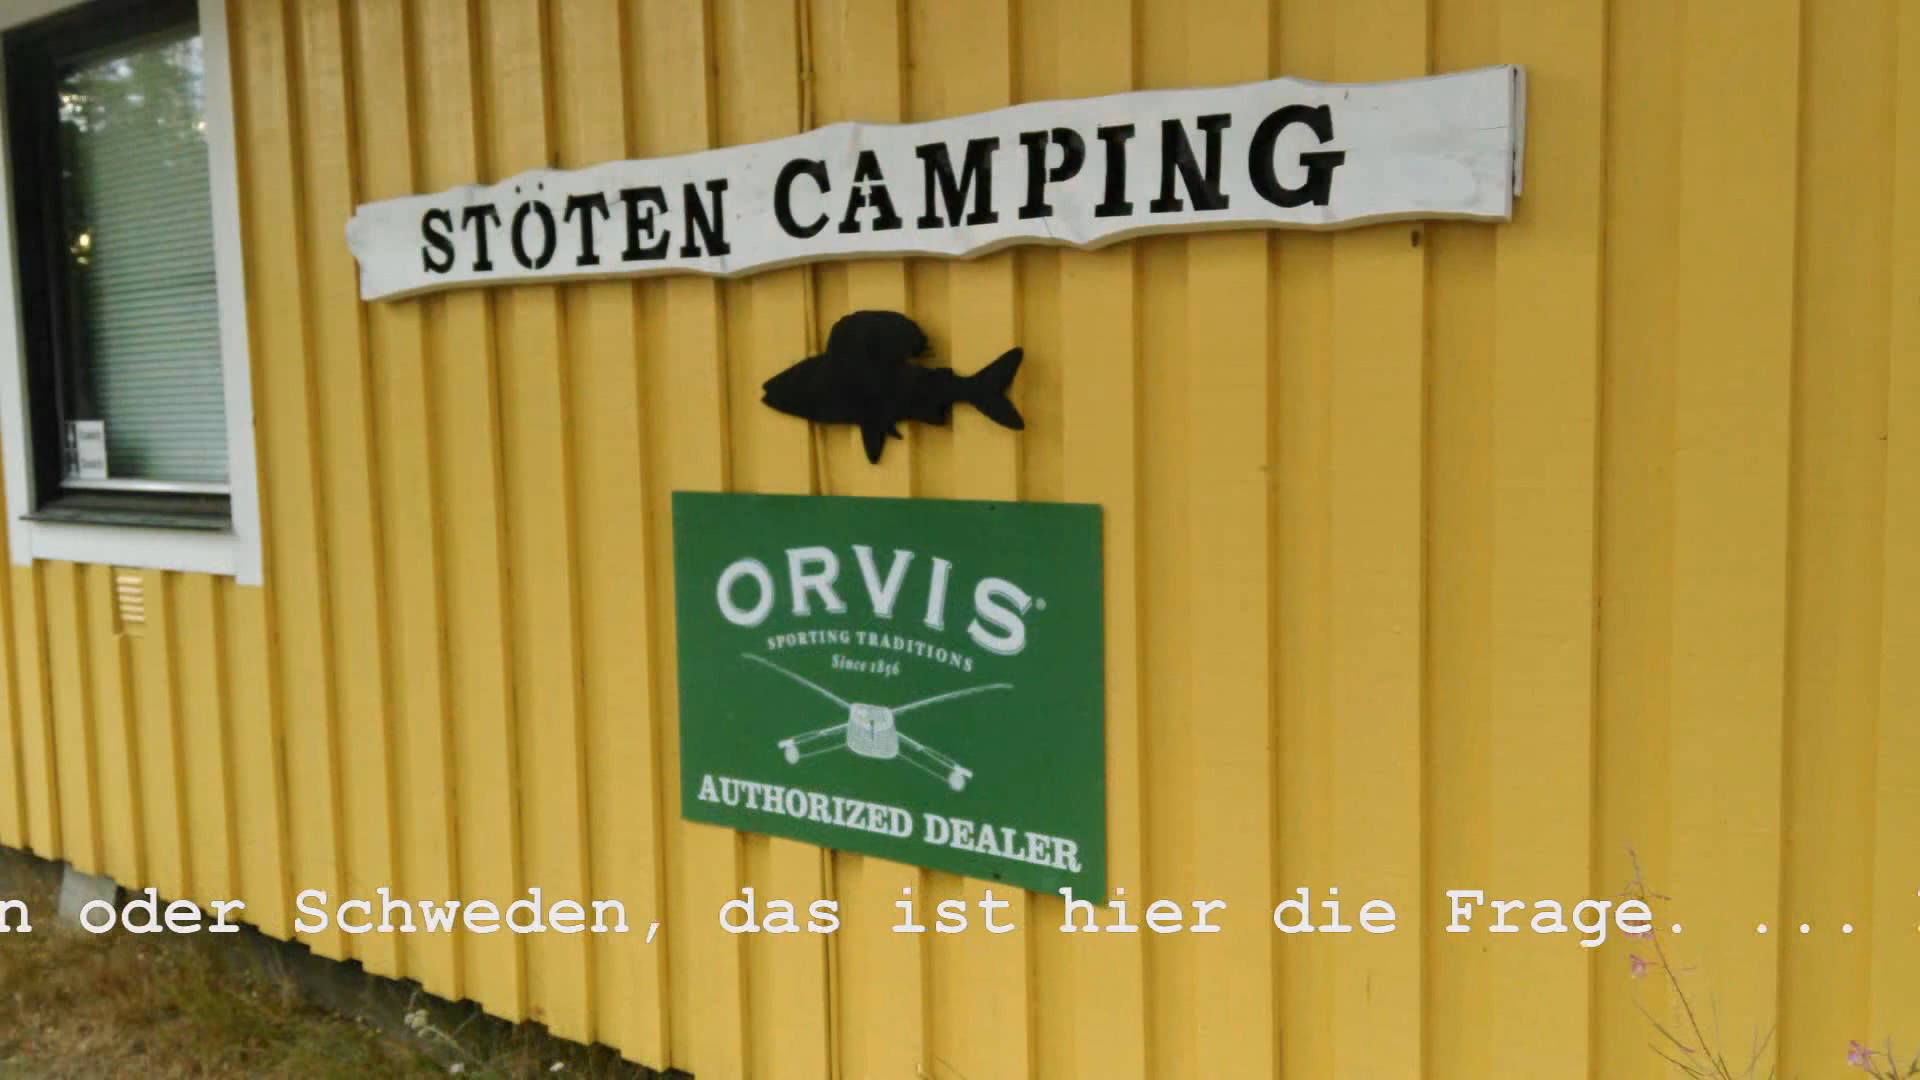 STÖTEN CAMPING
ORVIS®
SPORTING TRADITIONS
Since 1856
AUTHORIZED DEALER
n oder Schweden, das ist hier die Frage. ...